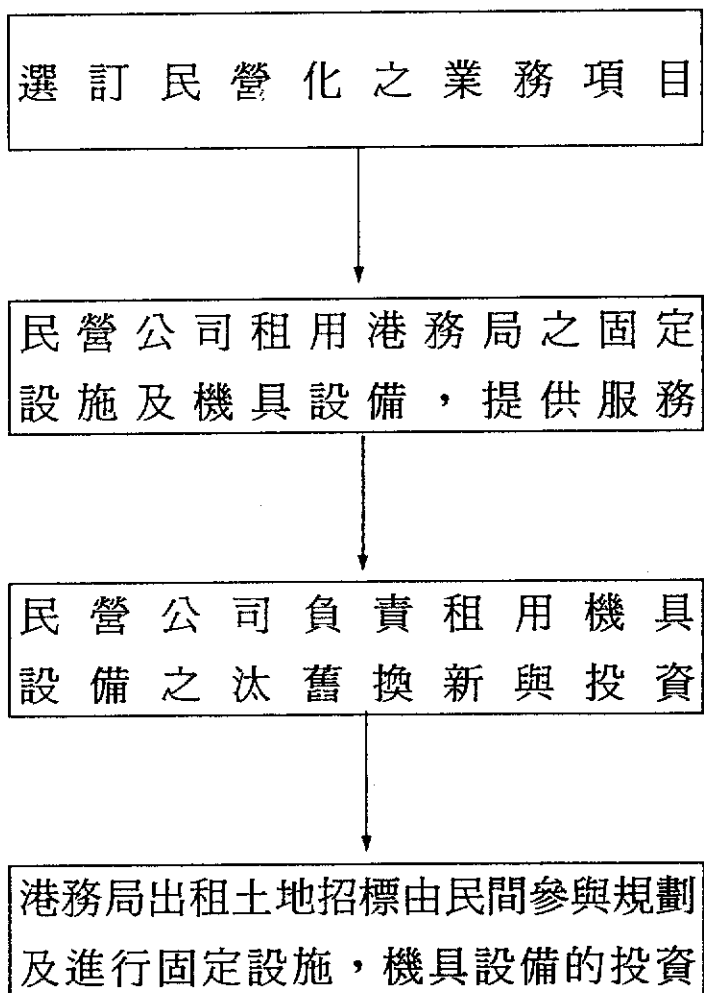 選訂民營化之業務項目
民營公司租用港務局之固定
設施及機具設備，提供服務
民營公司負責租用機具
設備之汰舊換新與投資
港務局出租土地招標由民間參與規劃
及進行固定設施，機具設備的投資